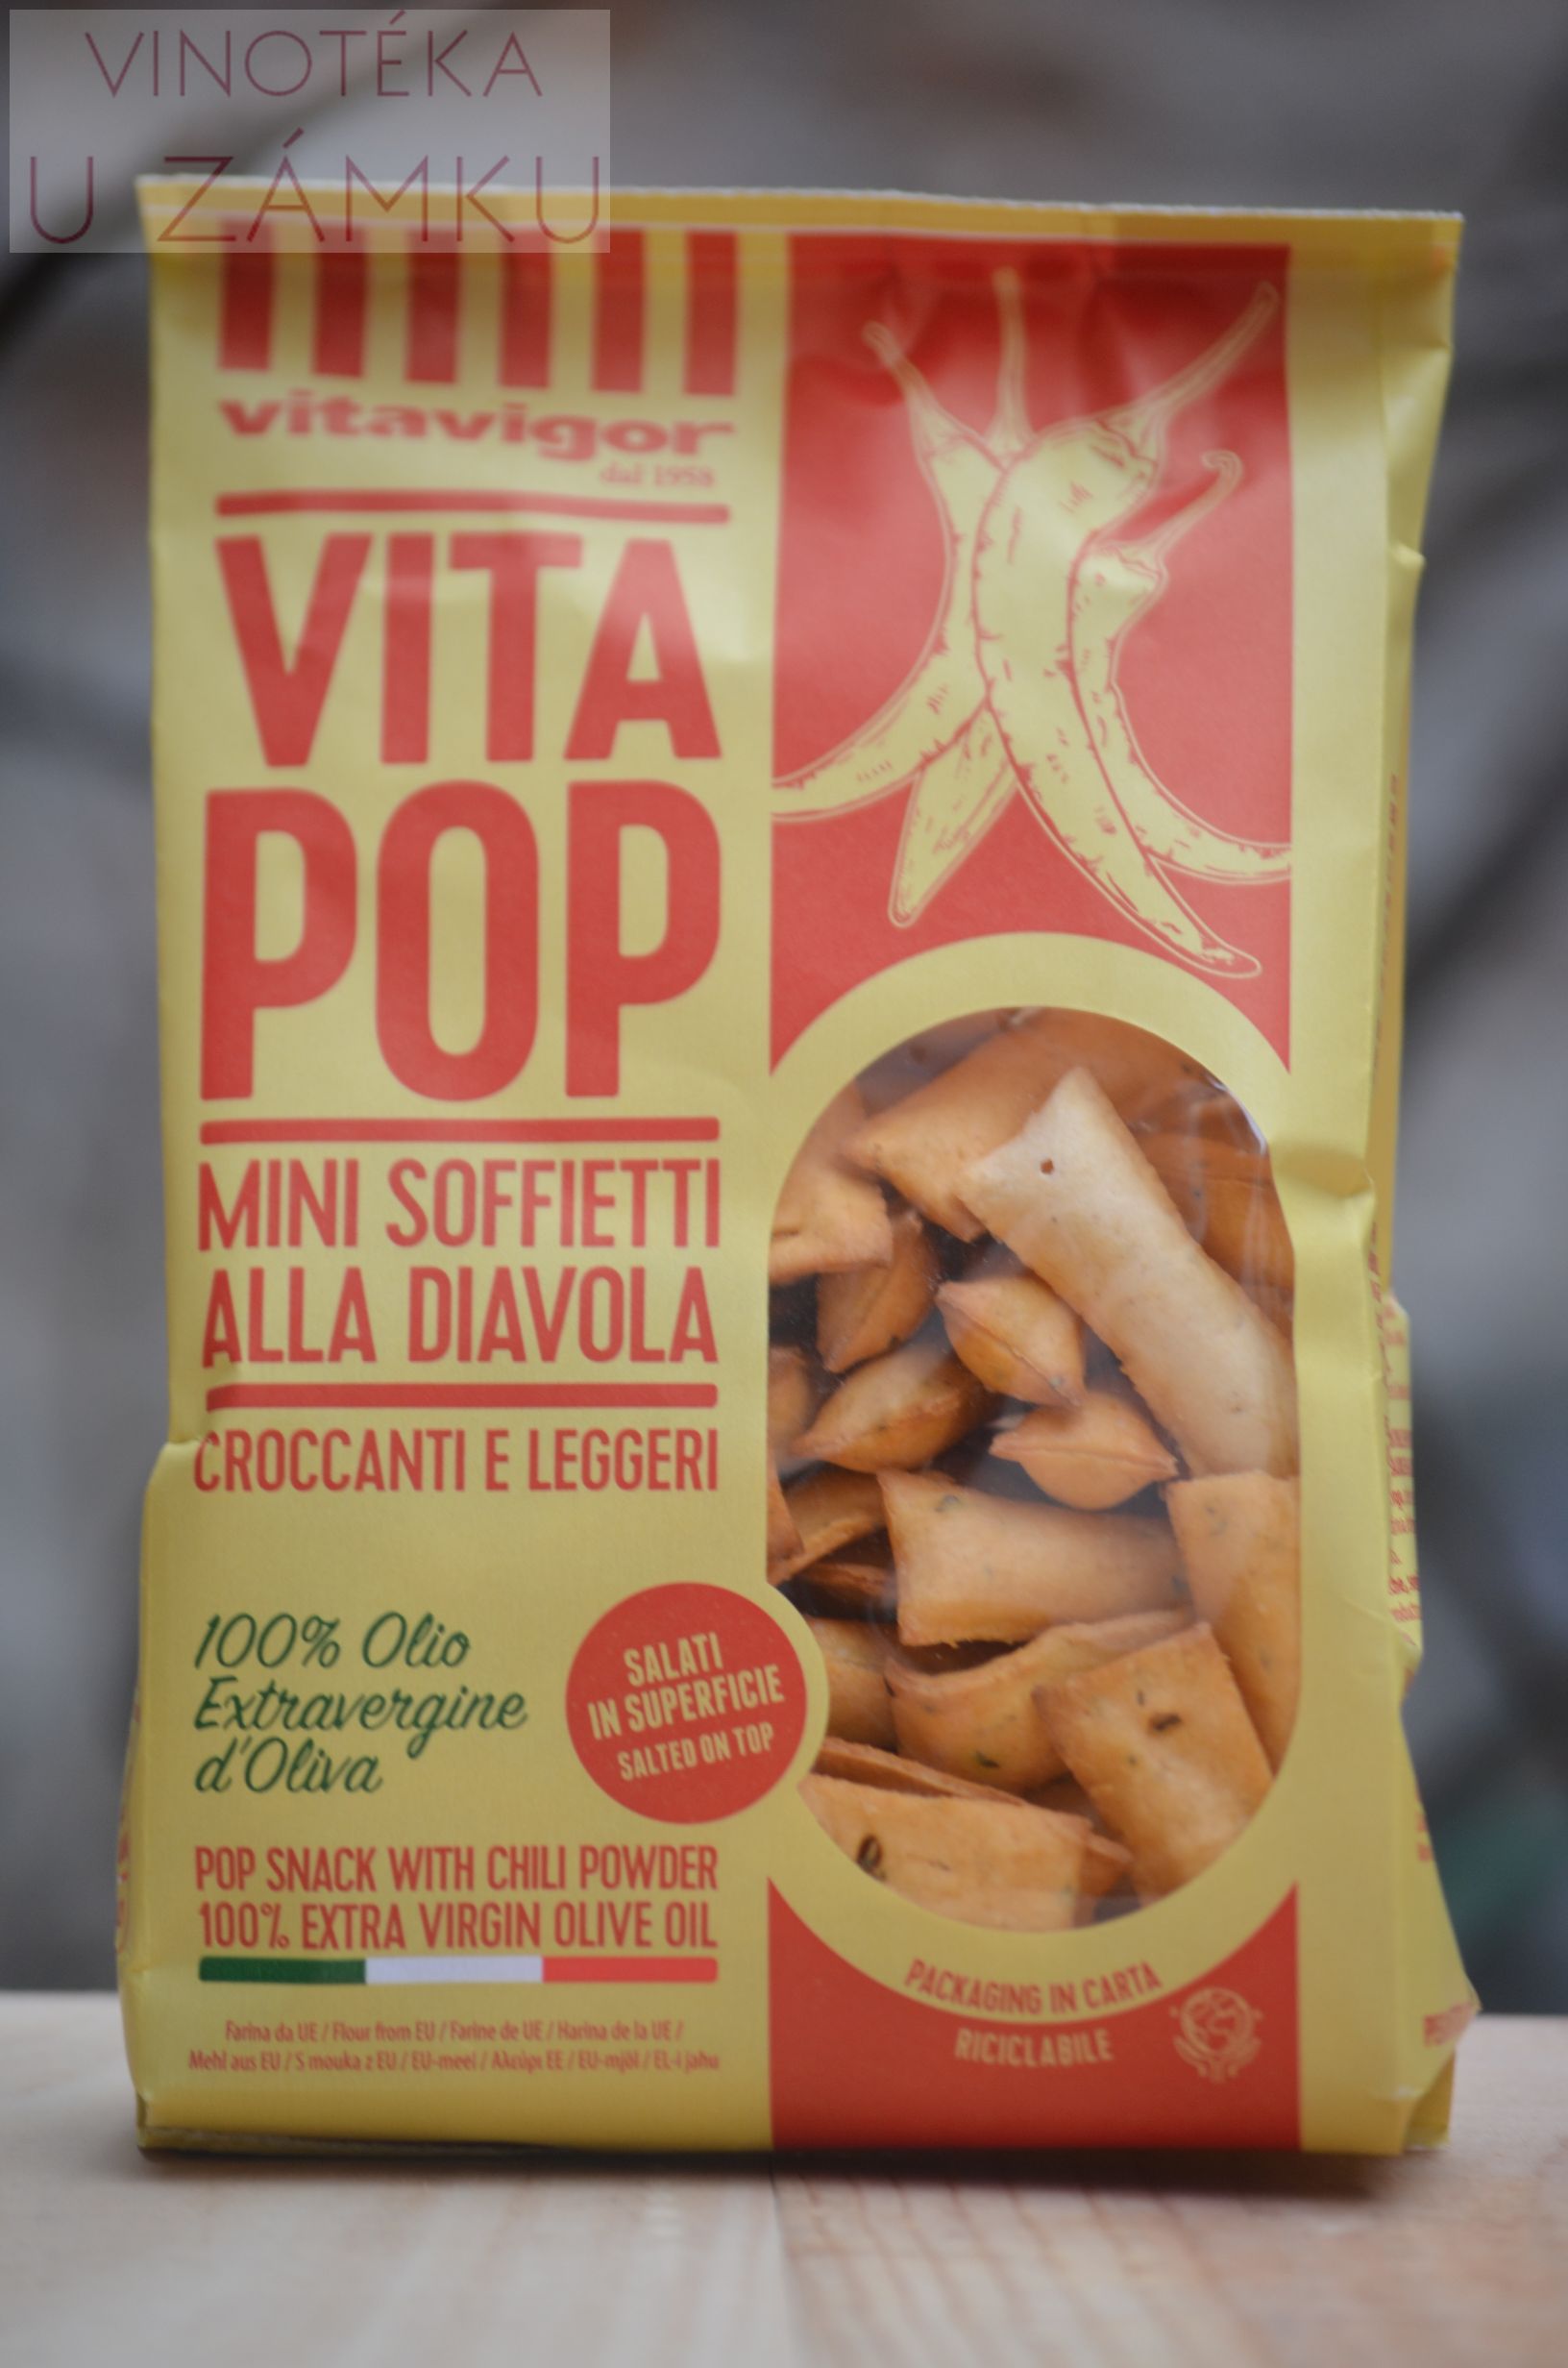 VINOTÉKA
U ZÁMKU
vitavigor
dal 1958
VITA
POP
MINI SOFFIETTI
ALLA DIAVOLA
CROCCANTI E LEGGERI
100% Olio
Extravergine
d'Oliva
SALATI
IN SUPERFICIE
SALTED ON TOP
POP SNACK WITH CHILI POWDER
100% EXTRA VIRGIN OLIVE OIL
Farina da UE / Flour from EU / Farine de UE / Harina de la UE /
Mehl aus EU / S mouka z EU / EU-meel / Αλεύρι ΕΕ / EU-mjöl / EL-i jahu
PACKAGING IN CARTA
RICICLABILE